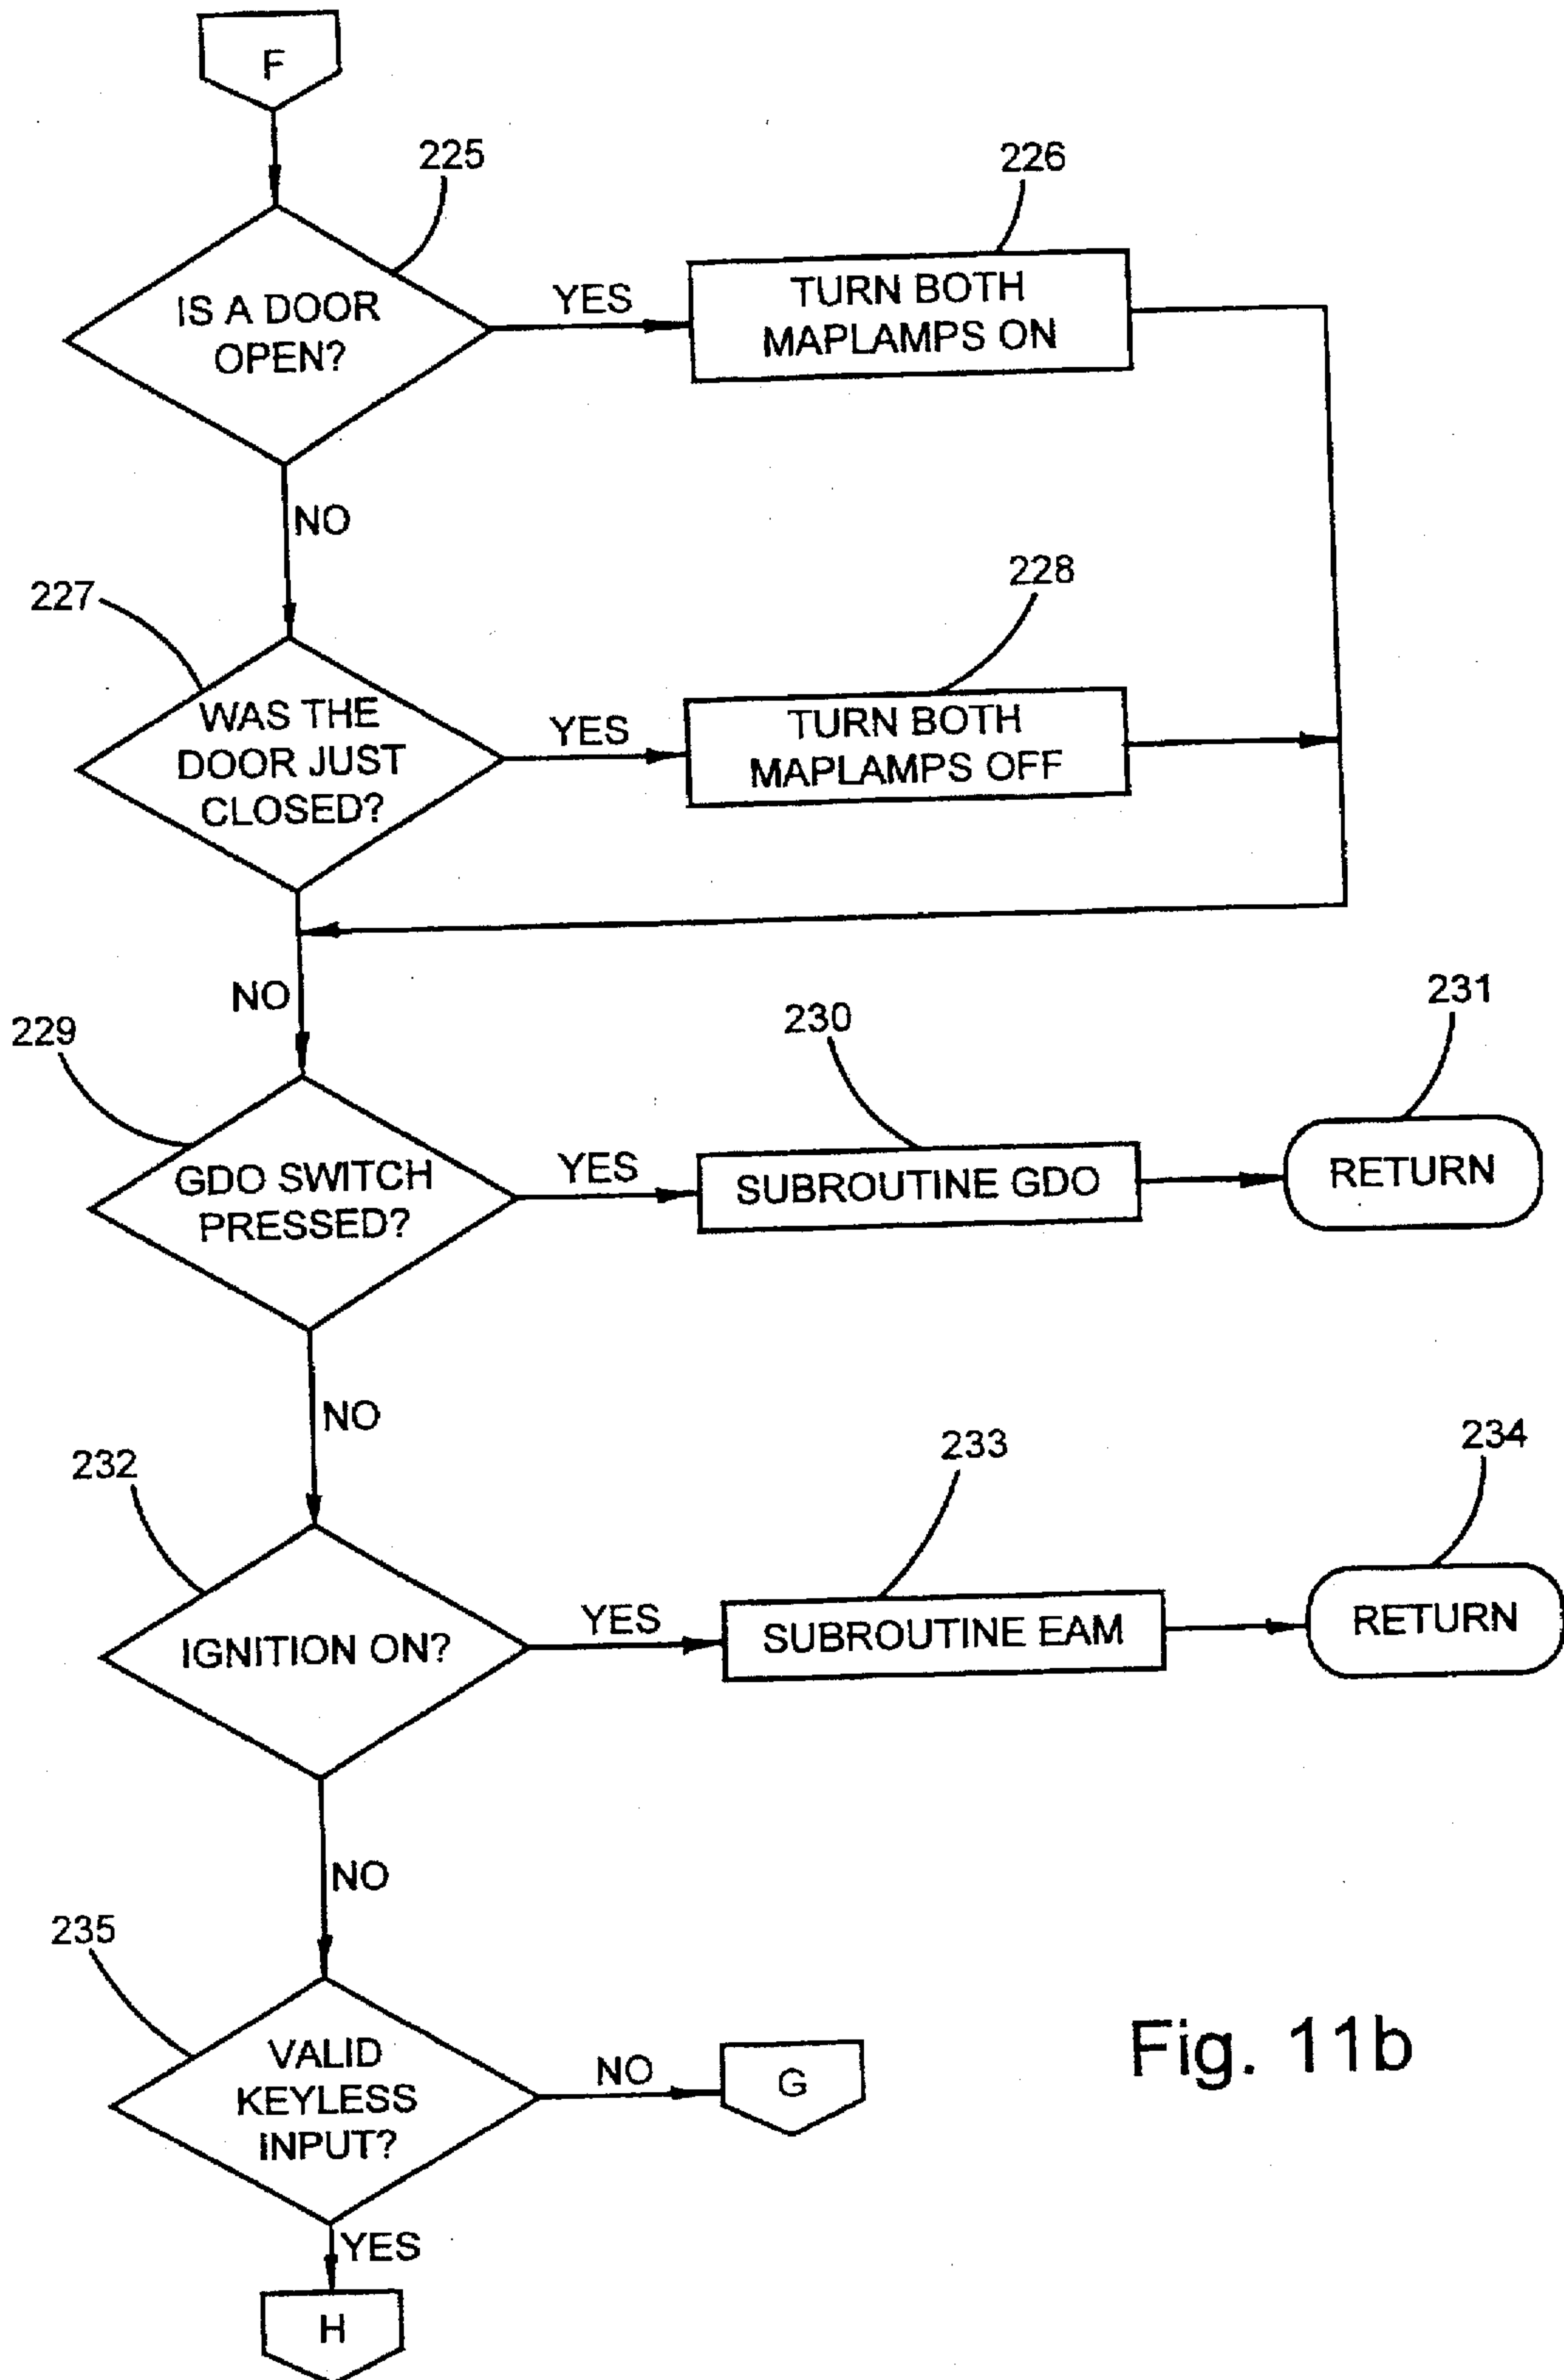 F
225
226
IS A DOOR
OPEN?
YES
TURN BOTH
MAPLAMPS ON
NO
227
228
WAS THE
DOOR JUST
CLOSED?
YES
TURN BOTH
MAPLAMPS OFF
NO
229
230
231
GDO SWITCH
PRESSED?
YES
SUBROUTINE GDO
RETURN
NO
232
233
234
IGNITION ON?
YES
SUBROUTINE EAM
RETURN
NO
235
VALID
KEYLESS
INPUT?
NO
G
YES
H
Fig. 11b